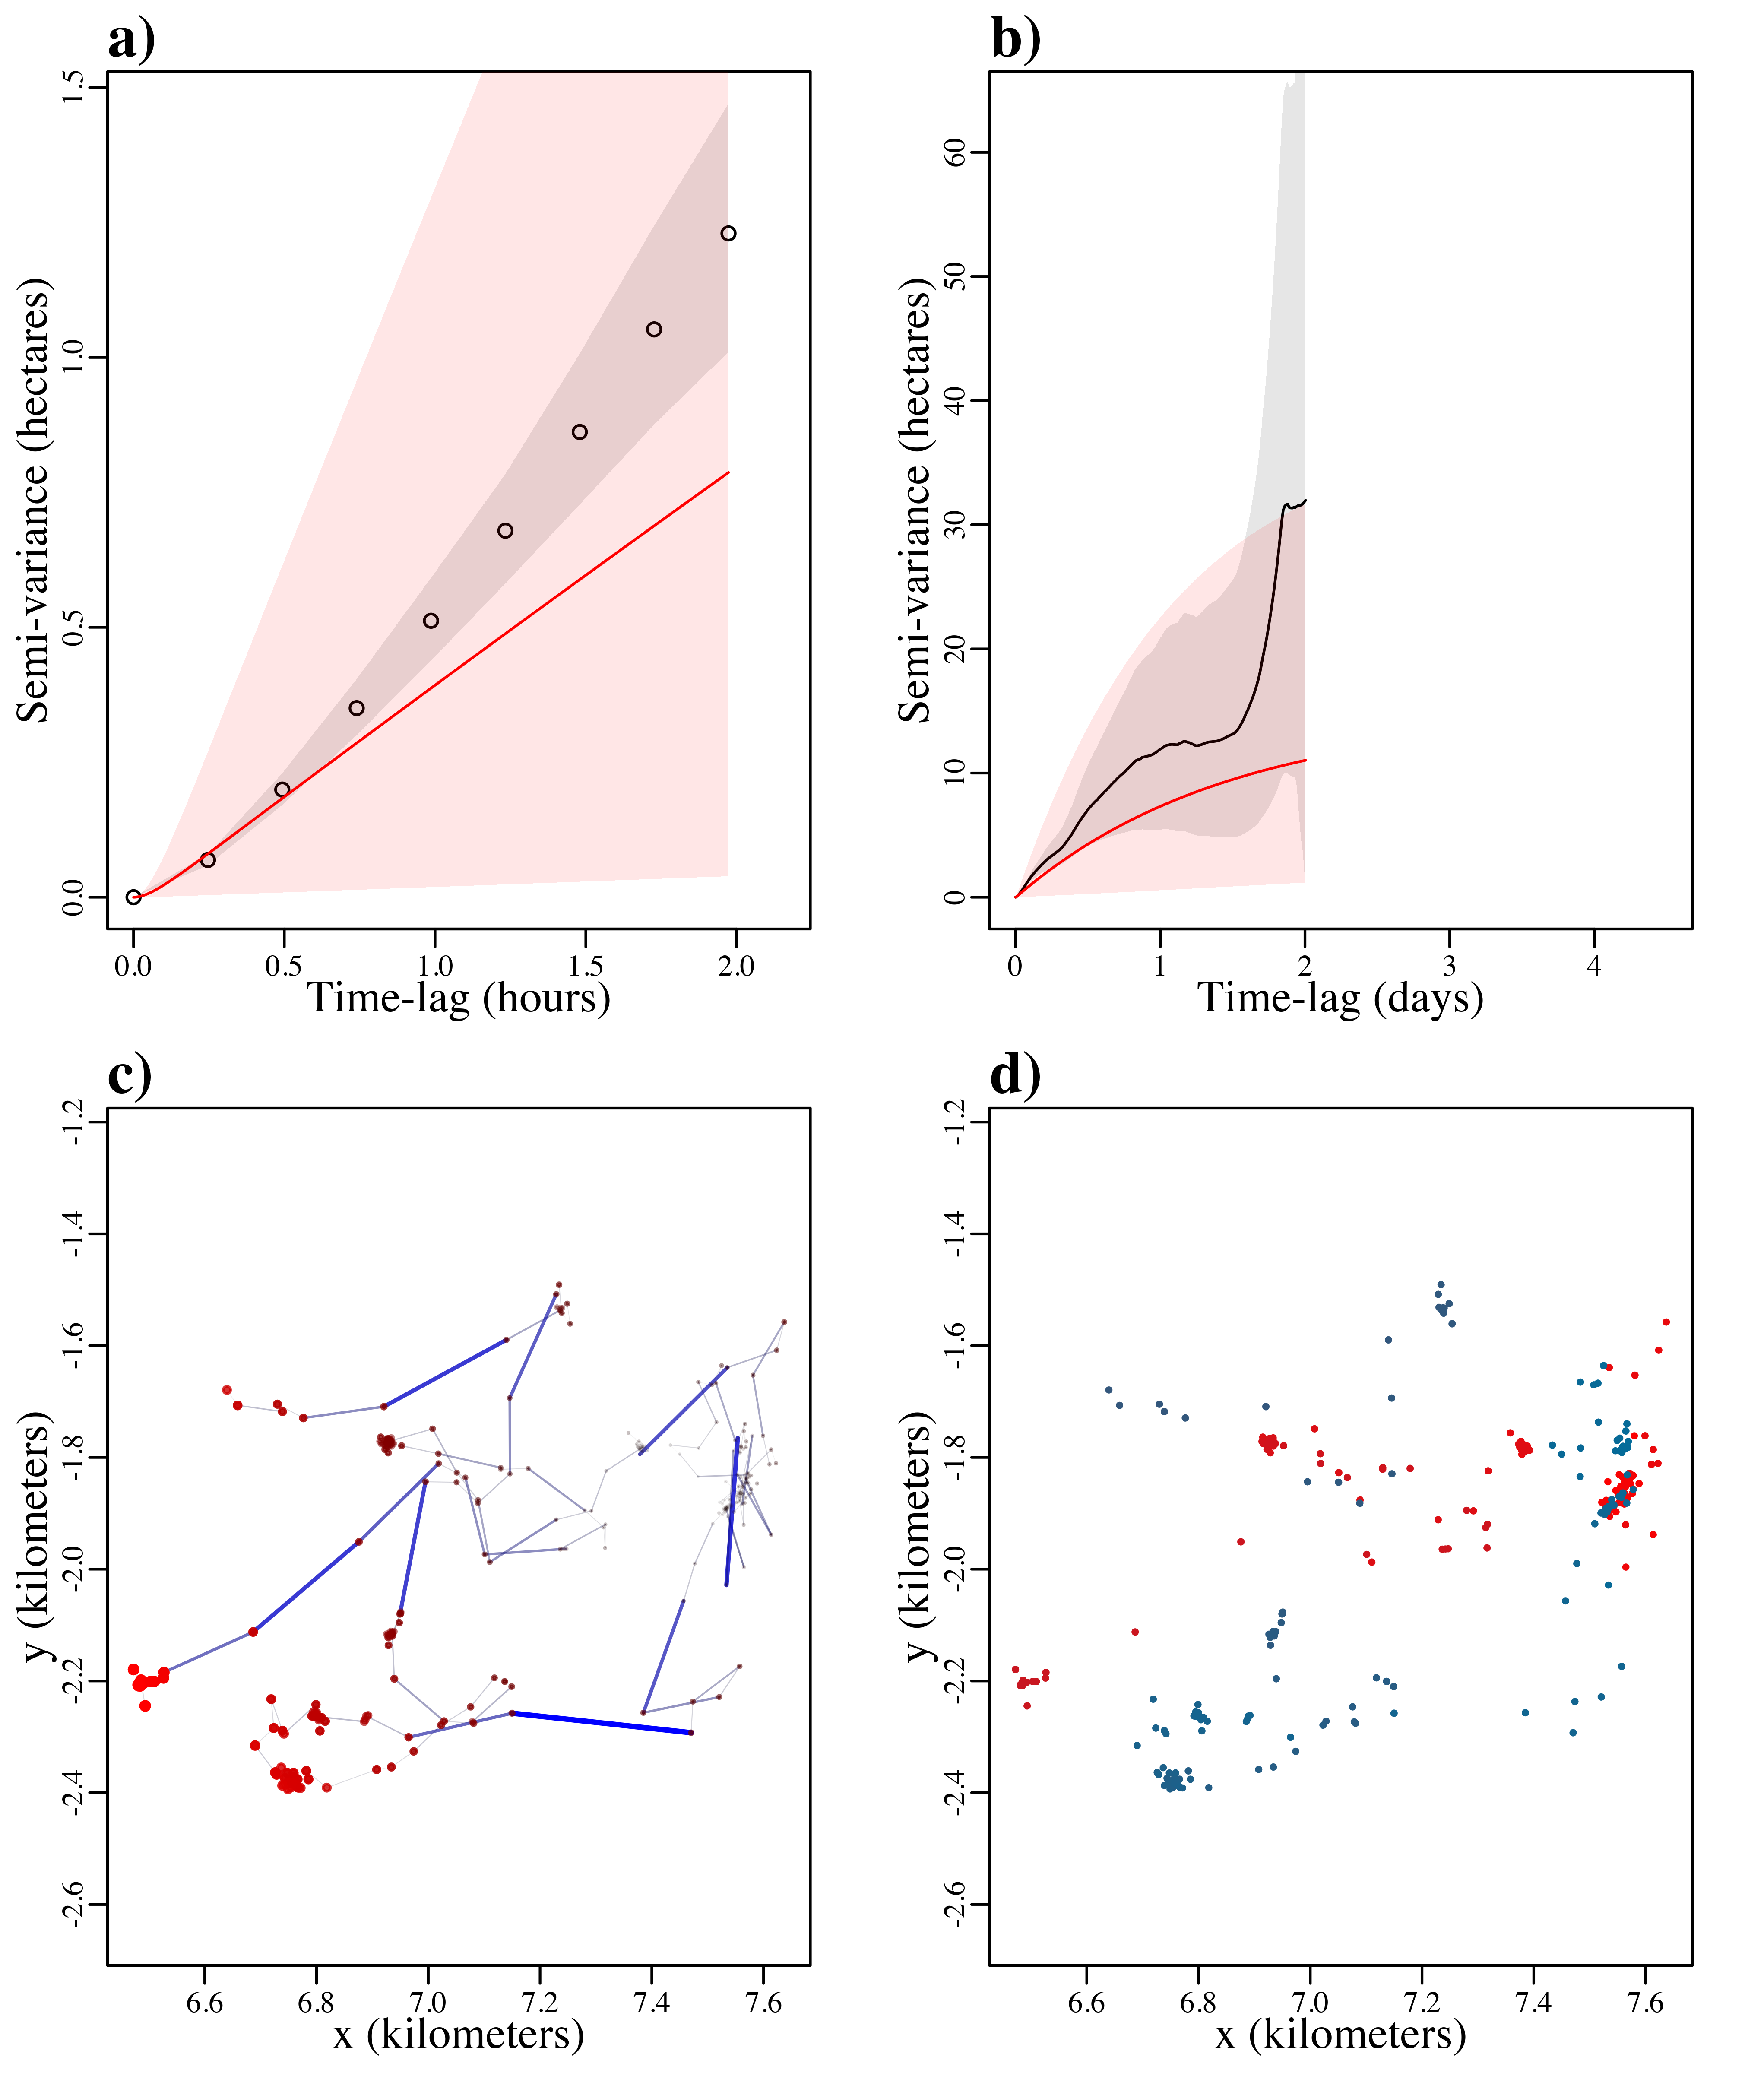 a)
1.5
1.0
0.5
0.0
Semi-variance (hectares)
0.0 0.5 1.0 1.5 2.0
Time-lag (hours)
b)
60
50
40
30
20
10
0
Semi-variance (hectares)
0 1 2 3 4
Time-lag (days)
c)
-1.2
-1.4
-1.6
-1.8
-2.0
-2.2
-2.4
-2.6
y (kilometers)
6.6 6.8 7.0 7.2 7.4 7.6
x (kilometers)
d)
-1.2
-1.4
-1.6
-1.8
-2.0
-2.2
-2.4
-2.6
y (kilometers)
6.6 6.8 7.0 7.2 7.4 7.6
x (kilometers)